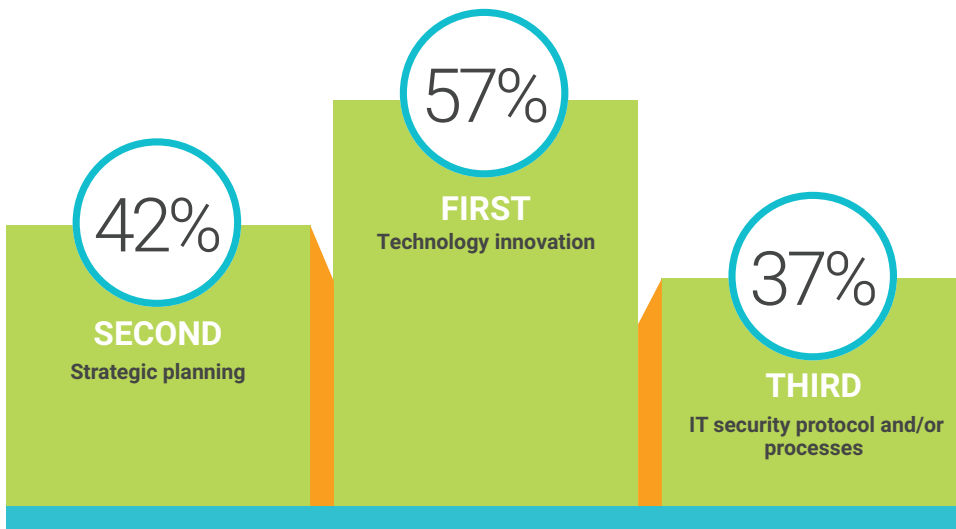 42%
SECOND
Strategic planning
57%
FIRST
Technology innovation
37%
THIRD
IT security protocol and/or
processes